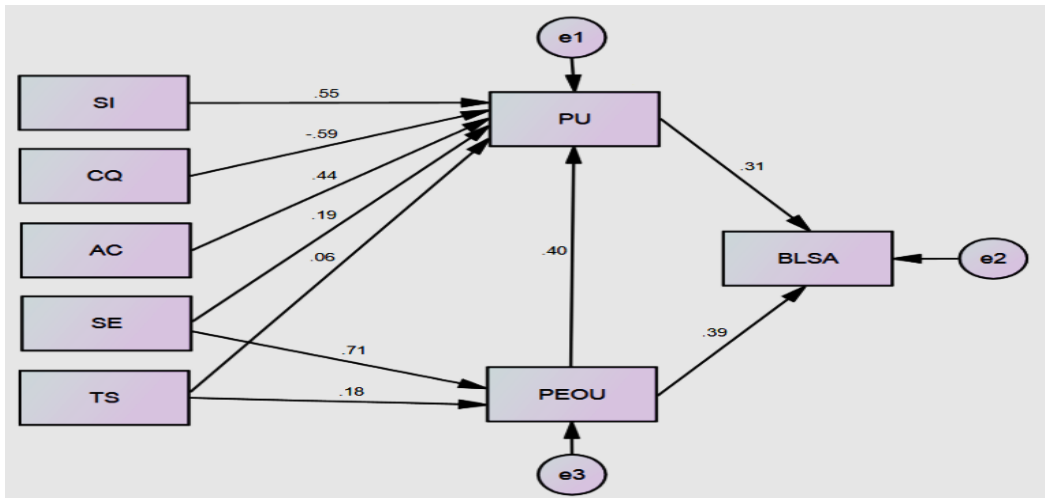 e1
SI
.55
PU
-.59
CQ
.44
.31
AC
.19
.06
.40
BLSA
e2
SE
.71
.39
TS
.18
PEOU
e3